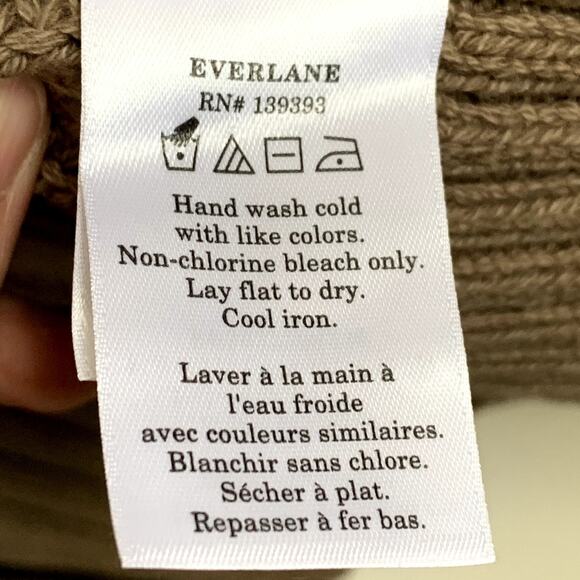 EVERLANE
RN# 139393
Hand wash cold
with like colors.
Non-chlorine bleach only.
Lay flat to dry.
Cool iron.
Laver à la main à
l'eau froide
avec couleurs similaires.
Blanchir sans chlore.
Sécher à plat.
Repasser à fer bas.